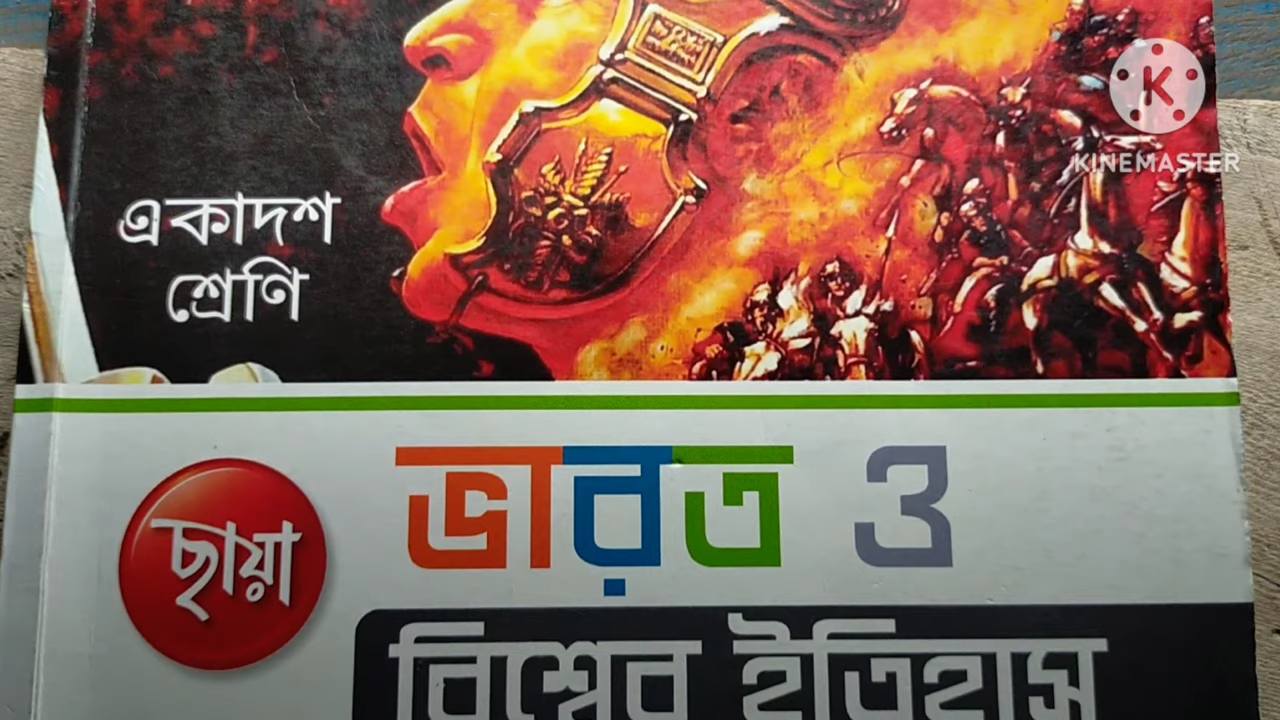 KINEMASTER
একাদশ
শ্রেণি
ছায়া
ভারত ও
বিশ্বের ইতিহাস